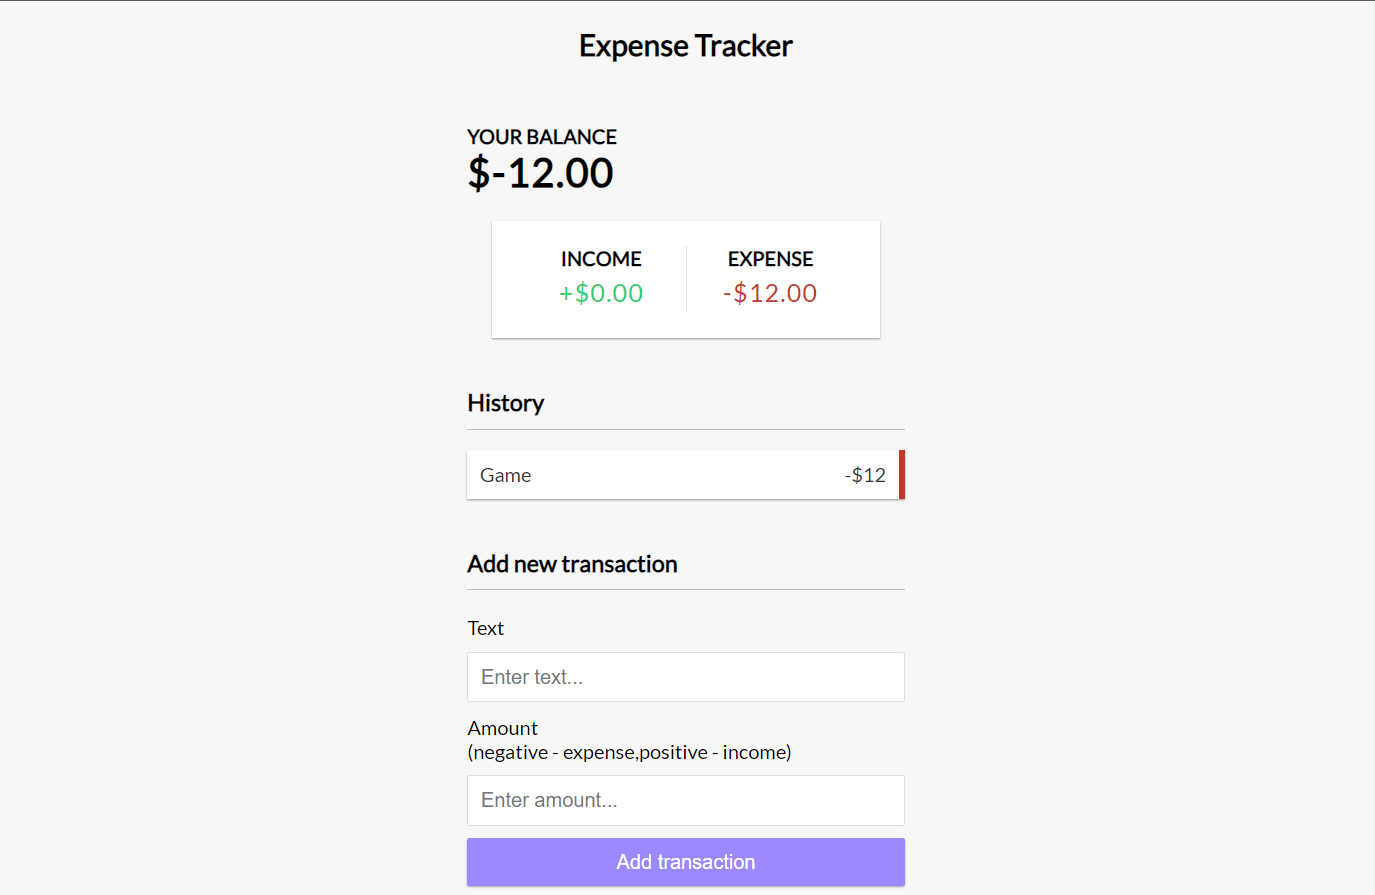 Expense Tracker
YOUR BALANCE
$-12.00
INCOME
+$0.00
EXPENSE
-$12.00
History
Game -$12
Add new transaction
Text
Enter text...
Amount
(negative - expense,positive - income)
Enter amount...
Add transaction